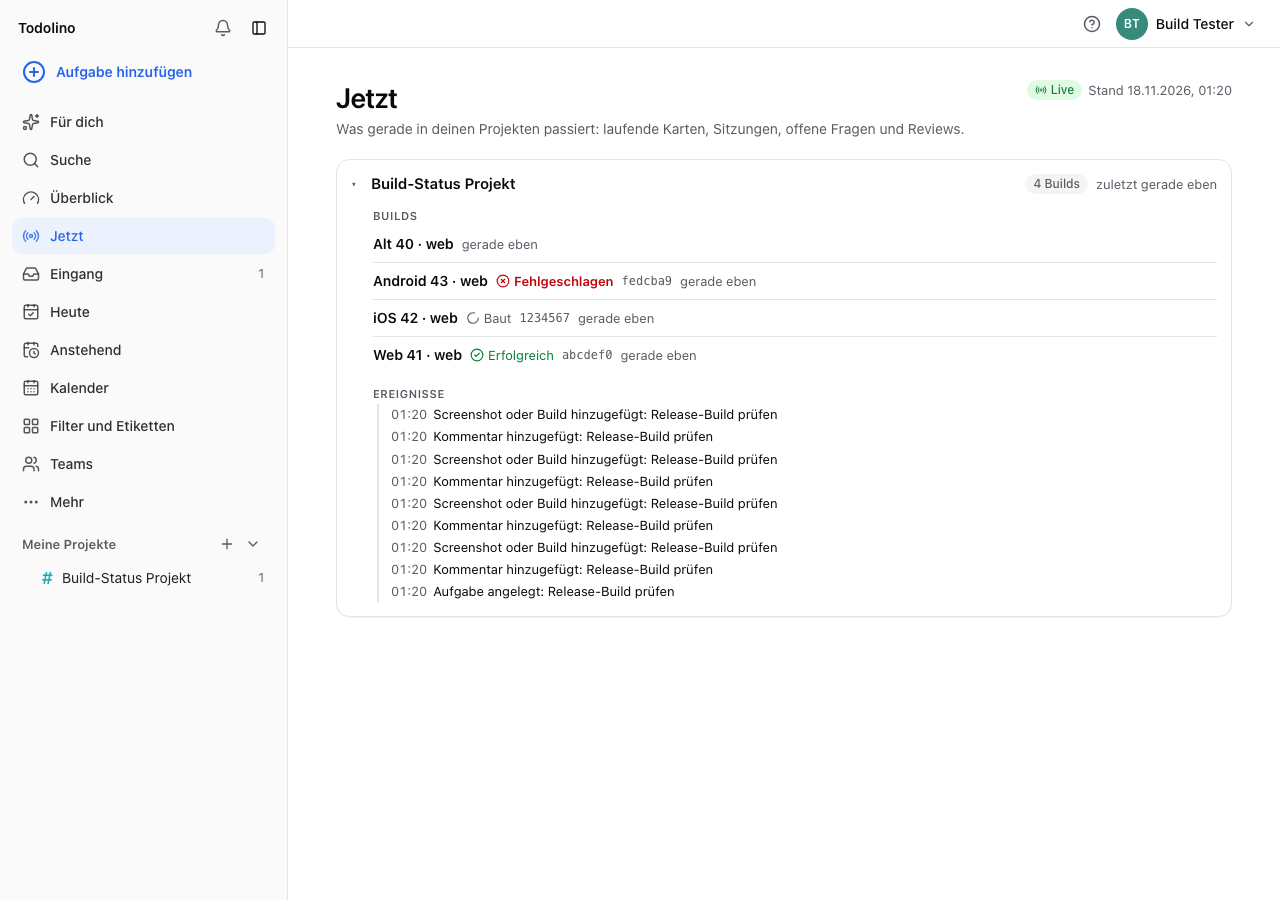 Todolino
Aufgabe hinzufügen
Für dich
Suche
Überblick
Jetzt
Eingang 1
Heute
Anstehend
Kalender
Filter und Etiketten
Teams
Mehr
Meine Projekte
# Build-Status Projekt 1
BT Build Tester
Jetzt
Live Stand 18.11.2026, 01:20
Was gerade in deinen Projekten passiert: laufende Karten, Sitzungen, offene Fragen und Reviews.
Build-Status Projekt 4 Builds zuletzt gerade eben
BUILDS
Alt 40 · web gerade eben
Android 43 · web Fehlgeschlagen fedcba9 gerade eben
iOS 42 · web Baut 1234567 gerade eben
Web 41 · web Erfolgreich abcdef0 gerade eben
EREIGNISSE
01:20 Screenshot oder Build hinzugefügt: Release-Build prüfen
01:20 Kommentar hinzugefügt: Release-Build prüfen
01:20 Screenshot oder Build hinzugefügt: Release-Build prüfen
01:20 Kommentar hinzugefügt: Release-Build prüfen
01:20 Screenshot oder Build hinzugefügt: Release-Build prüfen
01:20 Kommentar hinzugefügt: Release-Build prüfen
01:20 Screenshot oder Build hinzugefügt: Release-Build prüfen
01:20 Kommentar hinzugefügt: Release-Build prüfen
01:20 Aufgabe angelegt: Release-Build prüfen